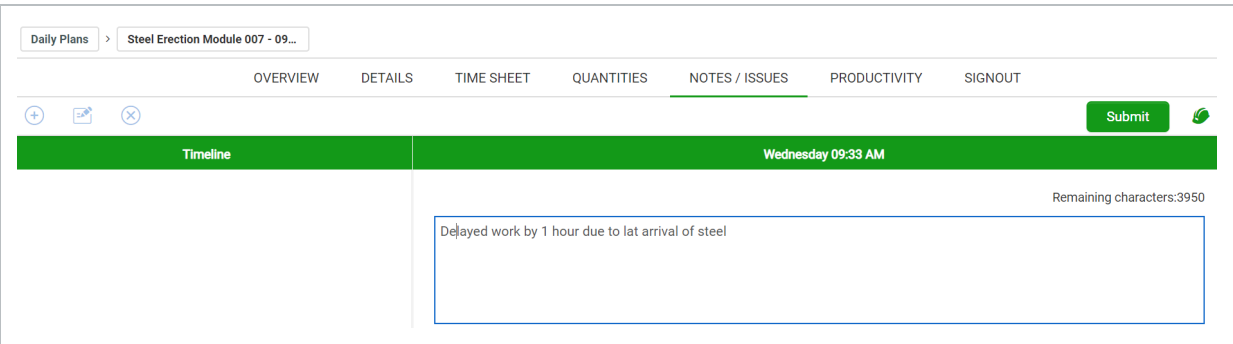 Daily Plans > Steel Erection Module 007 - 09...
OVERVIEW DETAILS TIME SHEET QUANTITIES NOTES / ISSUES PRODUCTIVITY SIGNOUT
Submit
Timeline Wednesday 09:33 AM
Remaining characters:3950
Delayed work by 1 hour due to lat arrival of steel